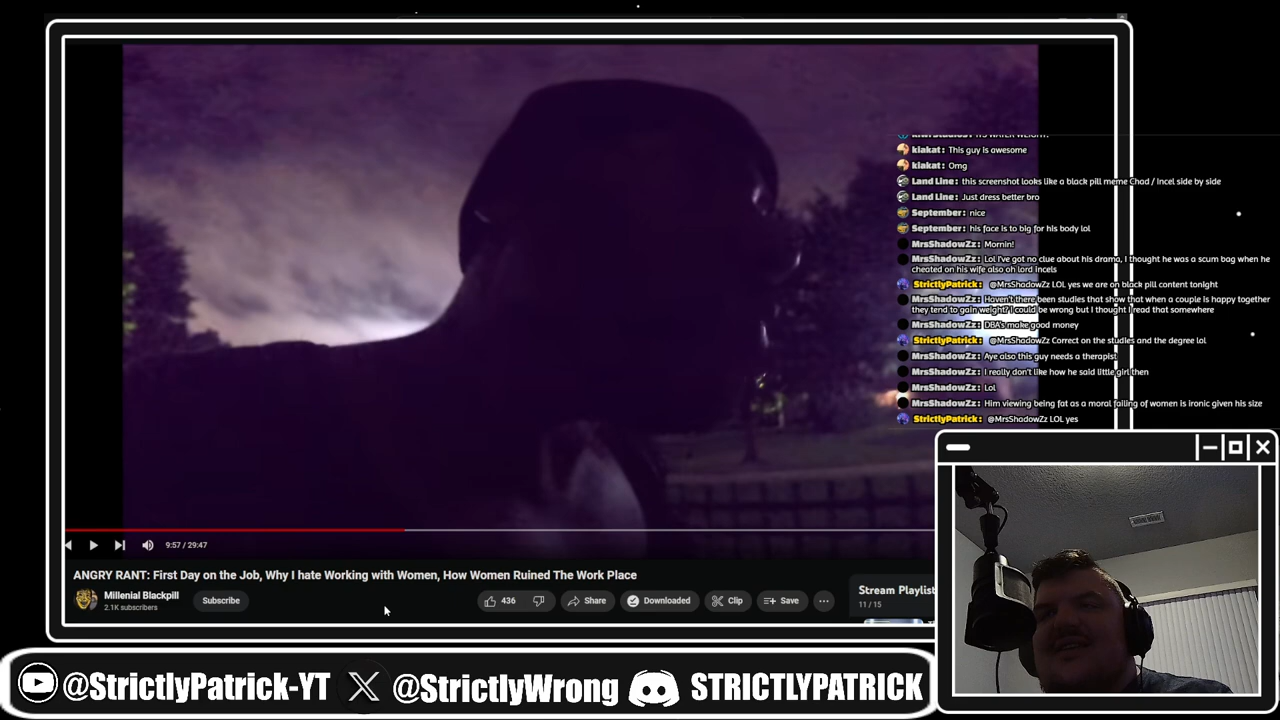 kiakat: This guy is awesome
kiakat: Omg
Land Line: this screenshot looks like a black pill meme Chad / Incel side by side
Land Line: Just dress better bro
September: nice
September: his face is to big for his body lol
MrsShadowZz: Mornin!
MrsShadowZz: Lol I've got no clue about his drama, I thought he was a scum bag when he
cheated on his wife also oh lord incels
StrictlyPatrick: @MrsShadowZz LOL yes we are on black pill content tonight
MrsShadowZz: Haven't there been studies that show that when a couple is happy together
they tend to gain weight? I could be wrong but I thought I read that somewhere
MrsShadowZz: DBA's make good money
StrictlyPatrick: @MrsShadowZz Correct on the studies and the degree lol
MrsShadowZz: Aye also this guy needs a therapist
MrsShadowZz: I really don't like how he said little girl then
MrsShadowZz: Lol
MrsShadowZz: Him viewing being fat as a moral failing of women is ironic given his size
StrictlyPatrick: @MrsShadowZz LOL yes
9:57 / 29:47
ANGRY RANT: First Day on the Job, Why I hate Working with Women, How Women Ruined The Work Place
Millenial Blackpill
2.1K subscribers
Subscribe
436
Share
Downloaded
Clip
Save
Stream Playlist
11 / 15
@StrictlyPatrick-YT
@StrictlyWrong
STRICTLYPATRICK